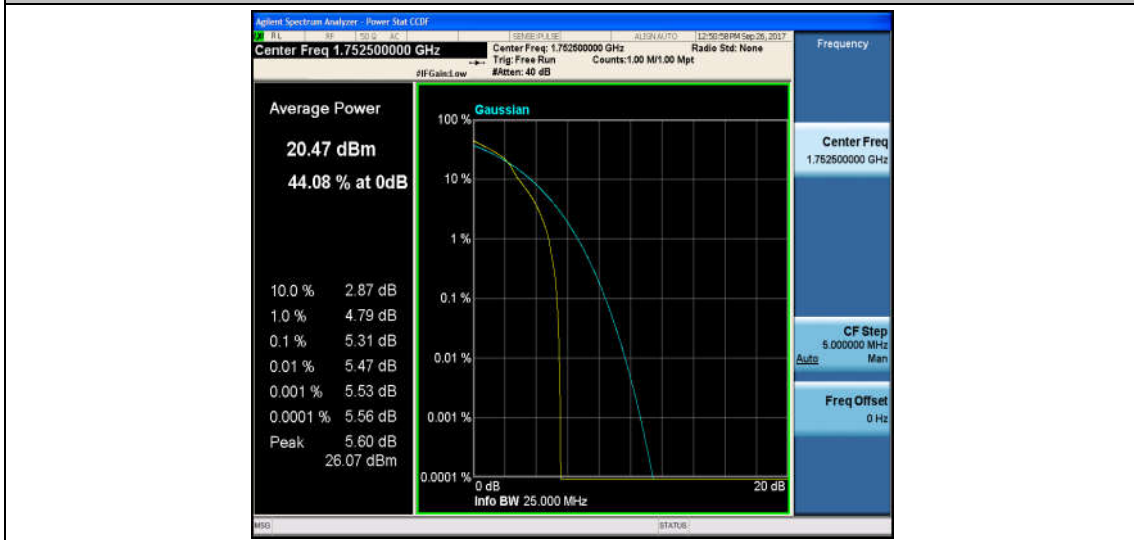 Agilent Spectrum Analyzer - Power Stat CCDF
RL RF 50 Ω AC SENSE:PULSE ALIGN AUTO 12:50:58 PM Sep 26, 2017
Center Freq 1.752500000 GHz
Center Freq: 1.752500000 GHz Radio Std: None
Trig: Free Run Counts:1.00 M/1.00 Mpt
#IFGain:Low #Atten: 40 dB
Frequency
Average Power
20.47 dBm
44.08 % at 0dB
10.0 % 2.87 dB
1.0 % 4.79 dB
0.1 % 5.31 dB
0.01 % 5.47 dB
0.001 % 5.53 dB
0.0001 % 5.56 dB
Peak 5.60 dB
26.07 dBm
Gaussian
100 %
10 %
1 %
0.1 %
0.01 %
0.001 %
0.0001 %
0 dB 20 dB
Info BW 25.000 MHz
Center Freq
1.752500000 GHz
CF Step
5.000000 MHz
Auto Man
Freq Offset
0 Hz
MSG STATUS